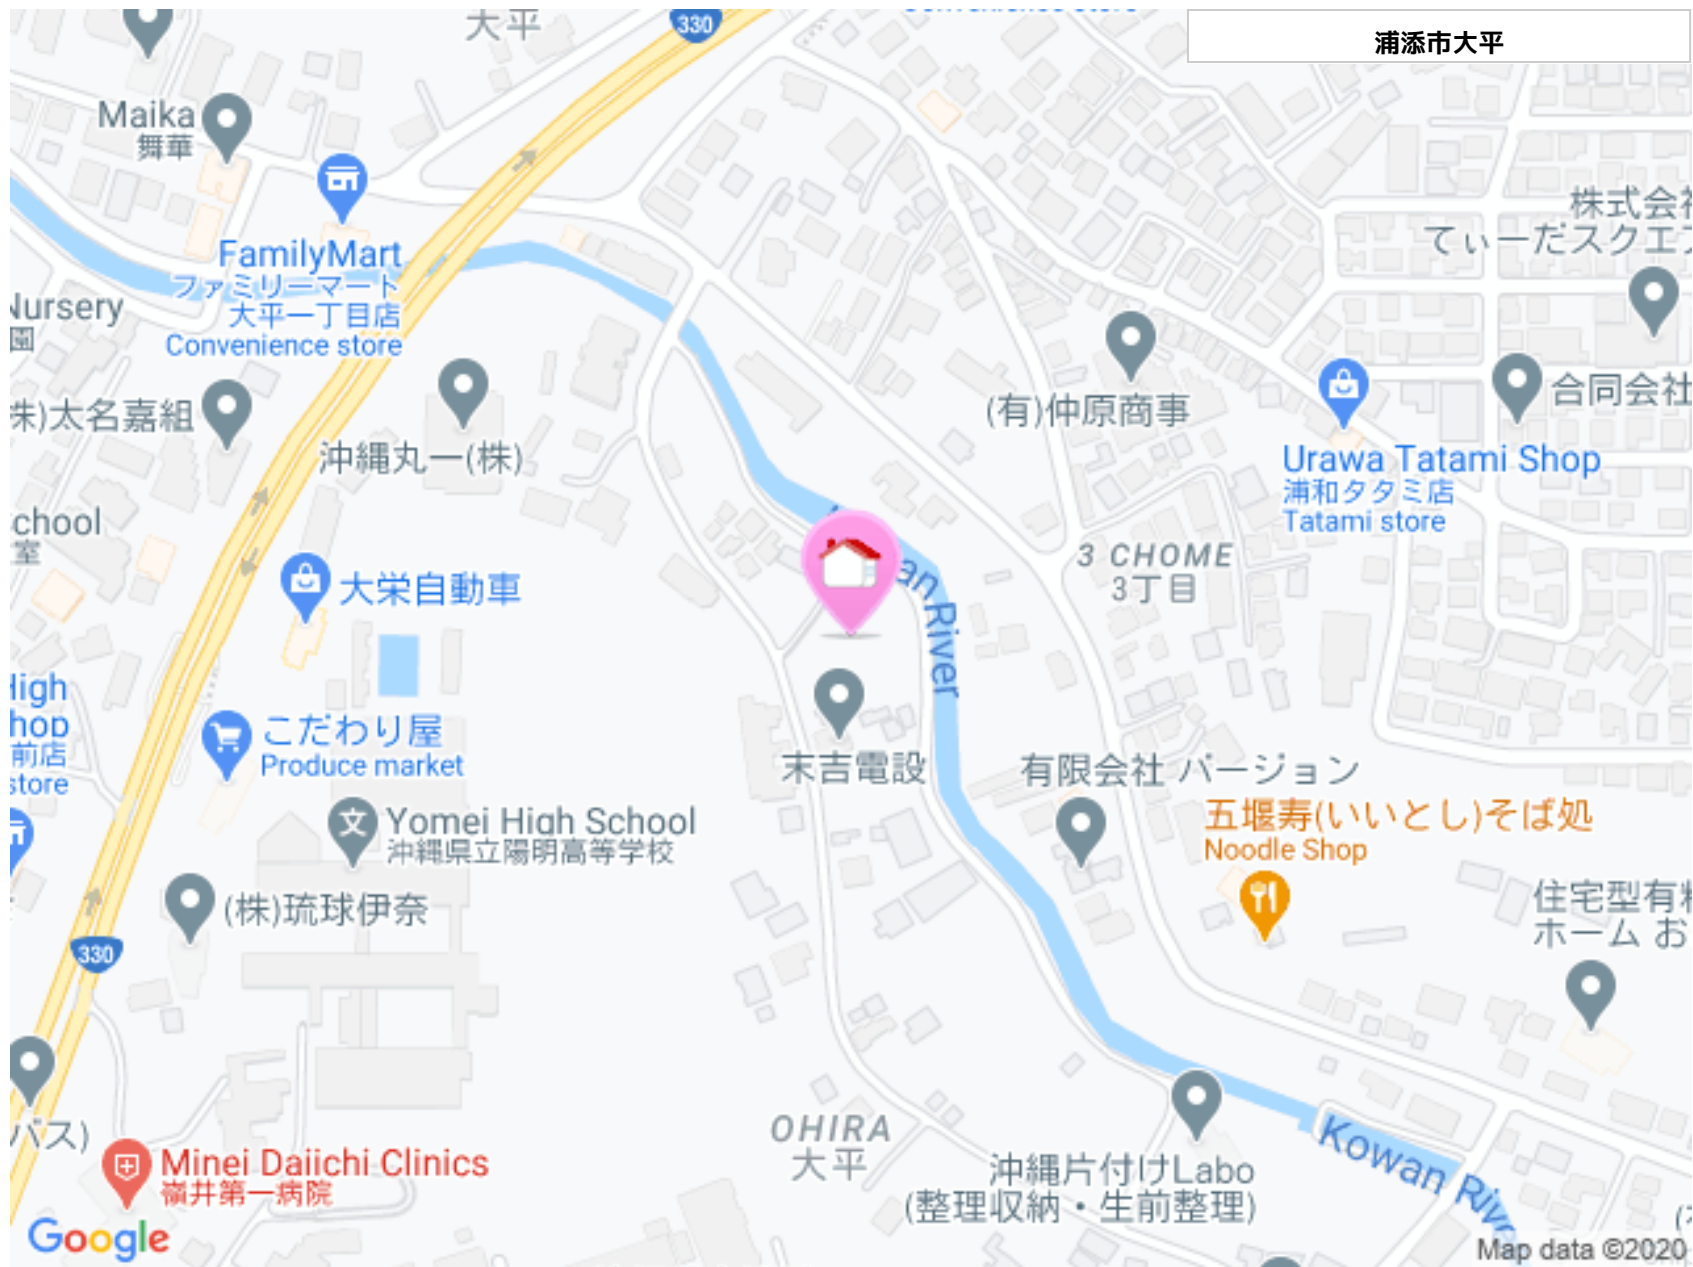 大平
330
浦添市大平
Maika
舞華
FamilyMart
ファミリーマート
大平一丁目店
Convenience store
株式会社
てぃーだスクエア
Nursery
園
(有)仲原商事
合同会社
株)太名嘉組
沖縄丸一(株)
Urawa Tatami Shop
浦和タタミ店
Tatami store
School
室
3 CHOME
3丁目
大栄自動車
an River
High
hop
前店
store
こだわり屋
Produce market
末吉電設
有限会社 バージョン
Yomei High School
沖縄県立陽明高等学校
五堰寿(いいとし)そば処
Noodle Shop
(株)琉球伊奈
住宅型有料
ホーム お
330
バス)
OHIRA
大平
Kowan River
Minei Daiichi Clinics
嶺井第一病院
沖縄片付けLabo
(整理収納・生前整理)
Google
Map data ©2020